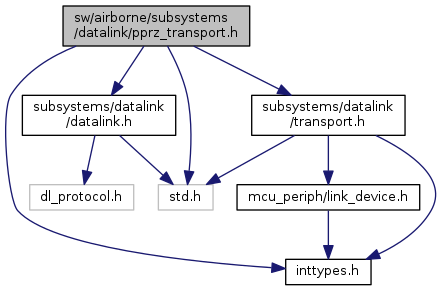 sw/airborne/subsystems
/datalink/pprz_transport.h
subsystems/datalink
/datalink.h
subsystems/datalink
/transport.h
dl_protocol.h
std.h
mcu_periph/link_device.h
inttypes.h